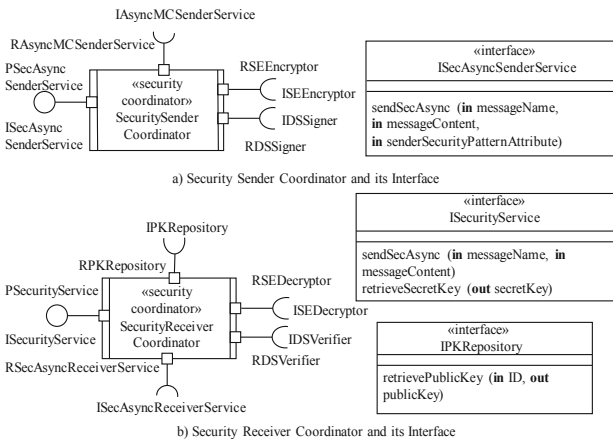 IAsyncMCSenderService
RAsyncMCSenderService
PSecAsync
SenderService
ISecAsync
SenderService
«security
coordinator»
SecuritySender
Coordinator
RSEEncryptor
ISEEncryptor
IDSSigner
RDSSigner
«interface»
ISecAsyncSenderService
sendSecAsync (in messageName,
in messageContent,
in senderSecurityPatternAttribute)
a) Security Sender Coordinator and its Interface
IPKRepository
RPKRepository
PSecurityService
ISecurityService
RSecAsyncReceiverService
«security
coordinator»
SecurityReceiver
Coordinator
RSEDecryptor
ISEDecryptor
IDSVerifier
RDSVerifier
ISecAsyncReceiverService
«interface»
ISecurityService
sendSecAsync (in messageName, in
messageContent)
retrieveSecretKey (out secretKey)
«interface»
IPKRepository
retrievePublicKey (in ID, out
publicKey)
b) Security Receiver Coordinator and its Interface